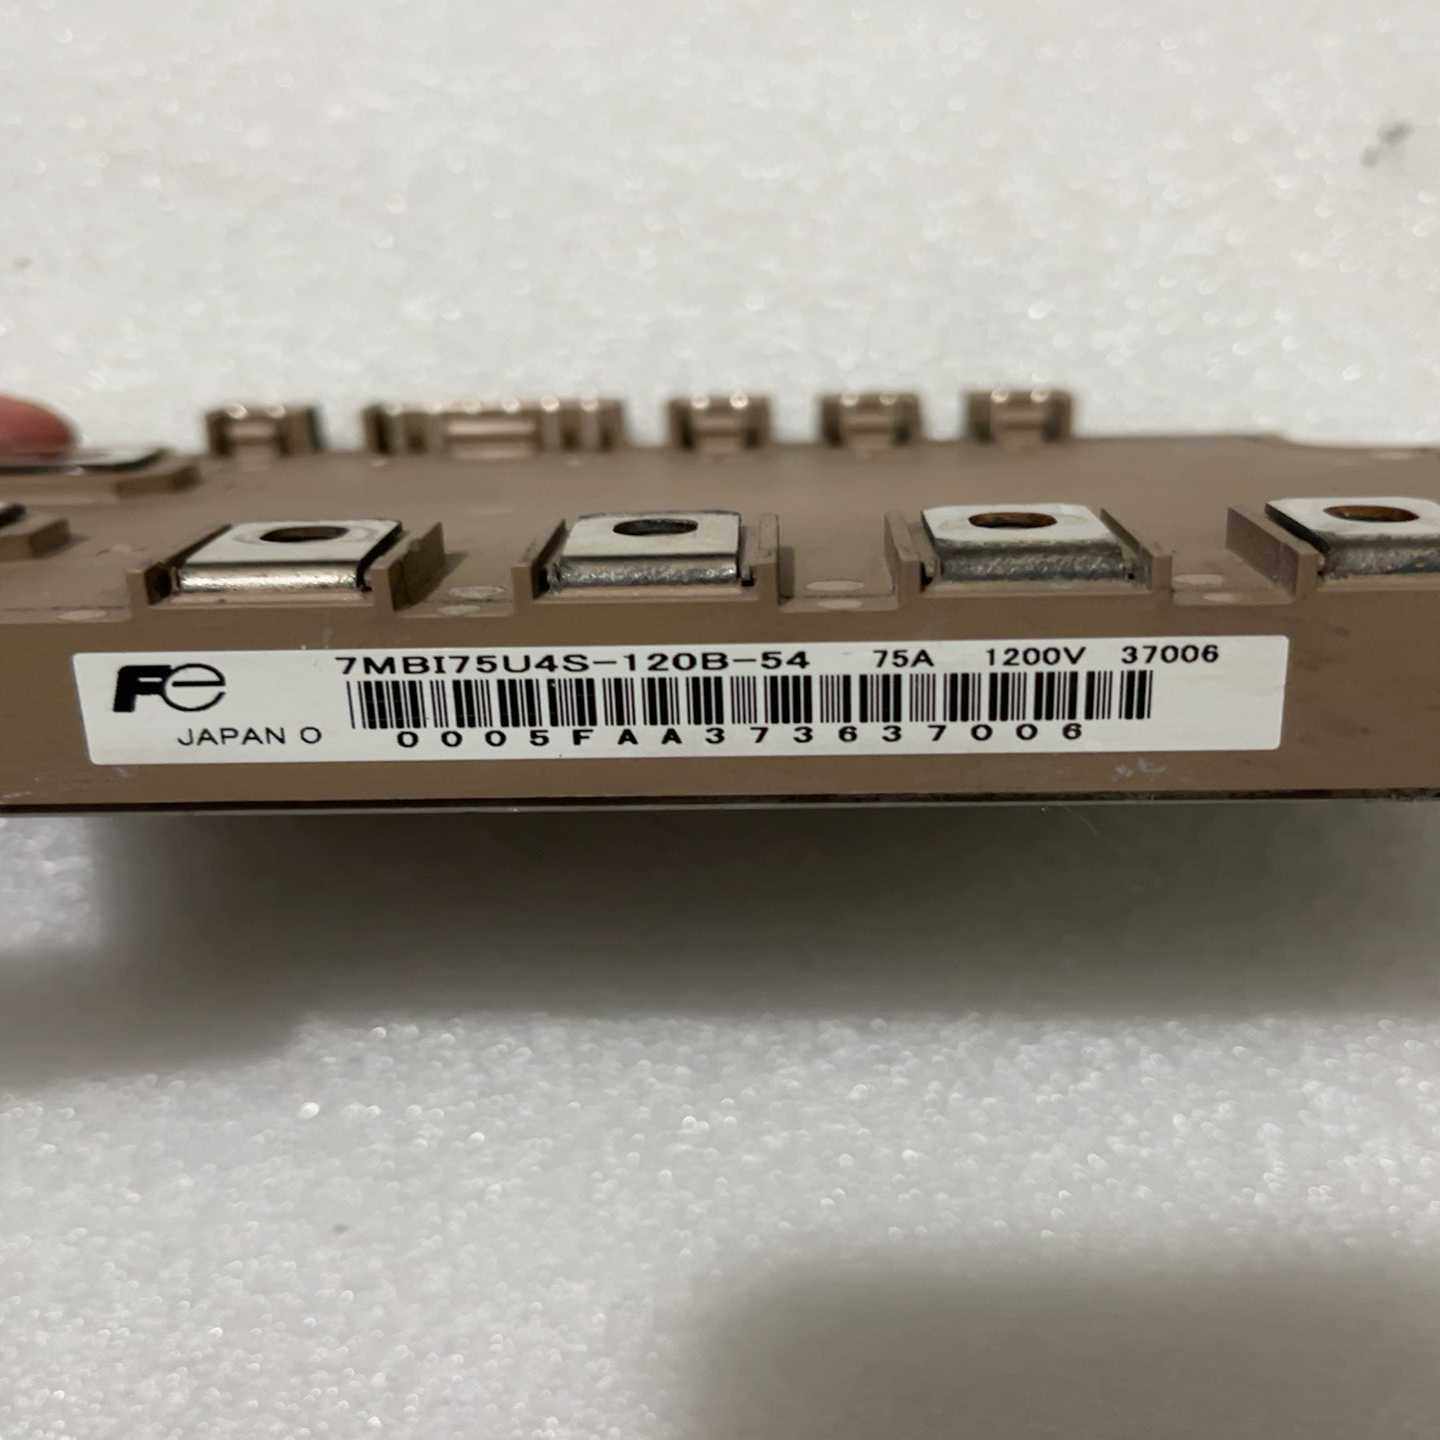 Fe 7MBI75U4S-120B-54 75A 1200V 37006
JAPAN O 0005FAA373637006